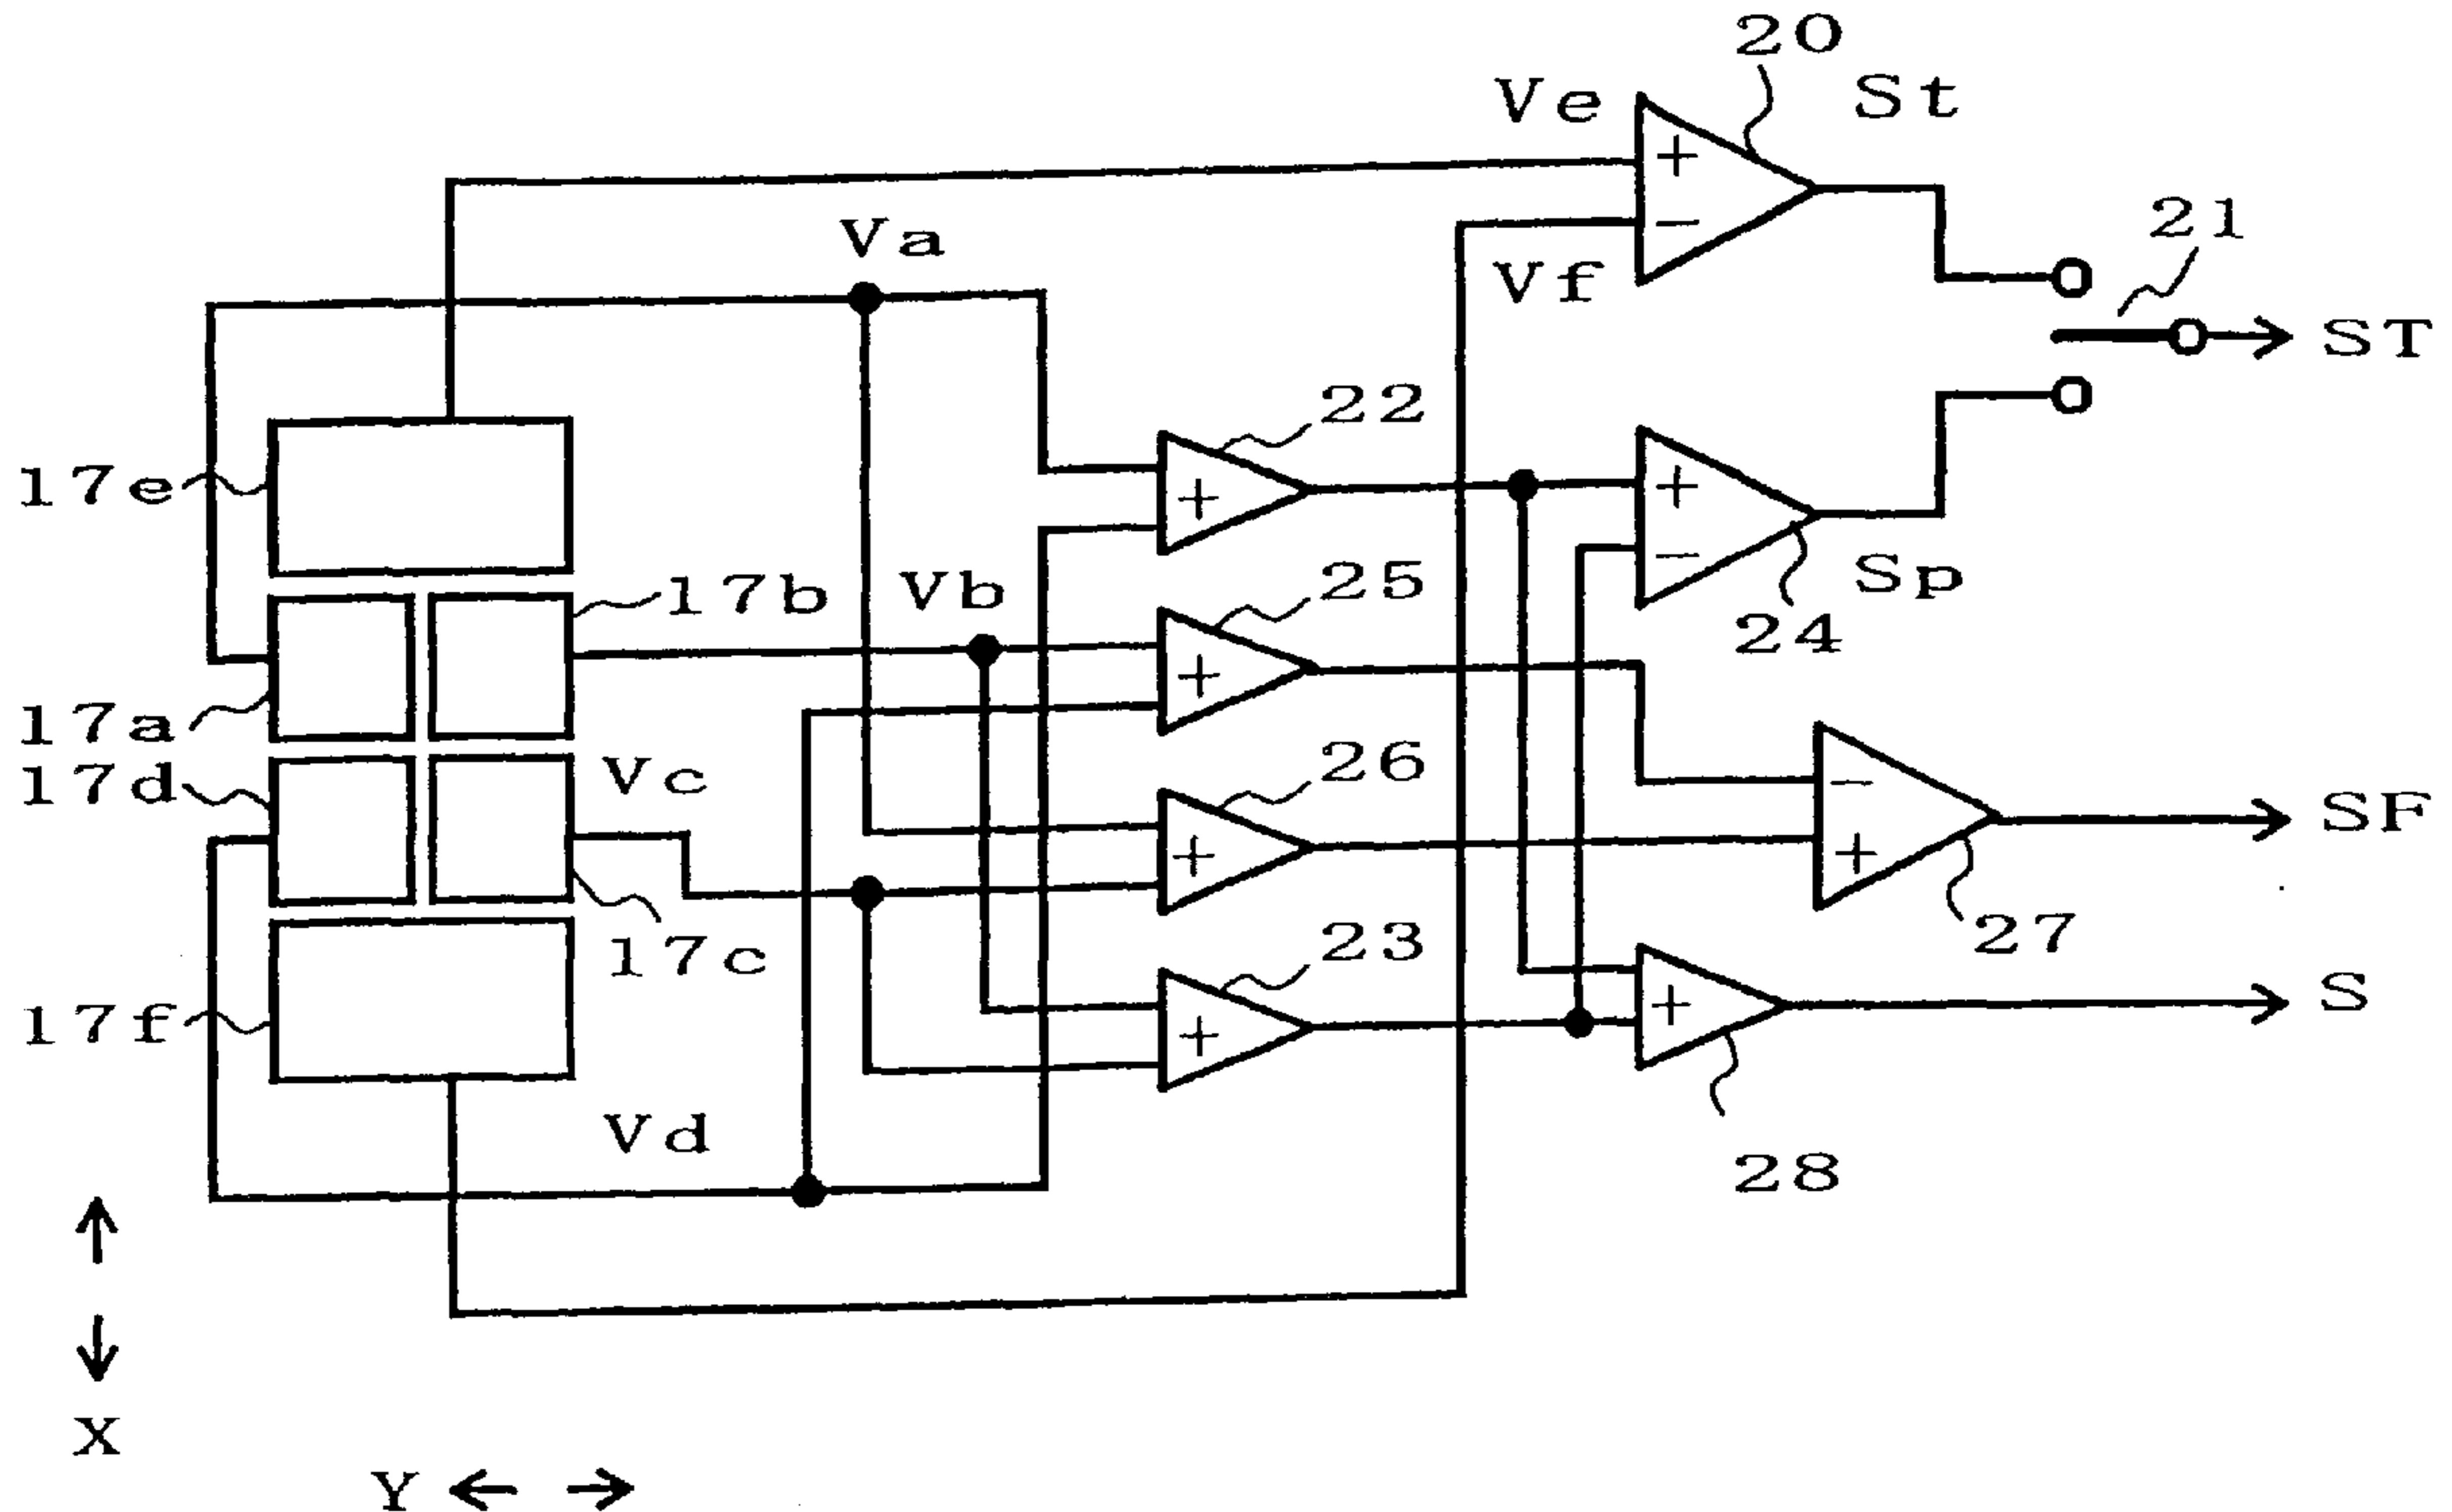 20
Ve
St
+
−
21
Va
Vf
ST
22
17e
+
+
−
17b
Vb
25
Sp
24
17a
+
17d
Vc
26
−
SF
+
+
17c
23
27
17f
+
+
S
Vd
28
X
Y